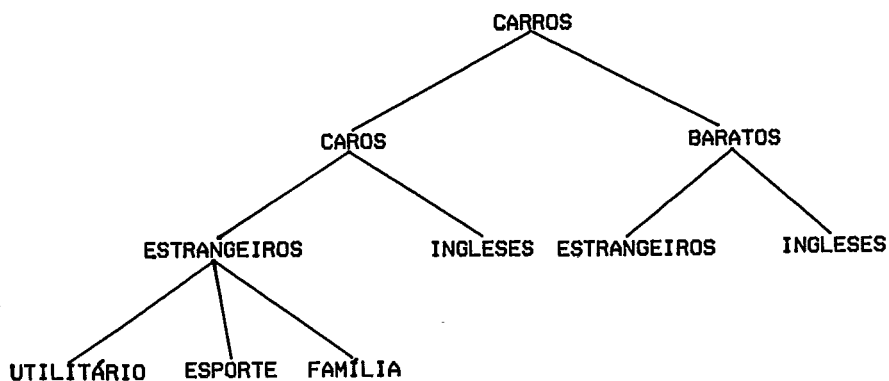 CARROS
CAROS BARATOS
ESTRANGEIROS INGLESES ESTRANGEIROS INGLESES
UTILITÁRIO ESPORTE FAMÍLIA